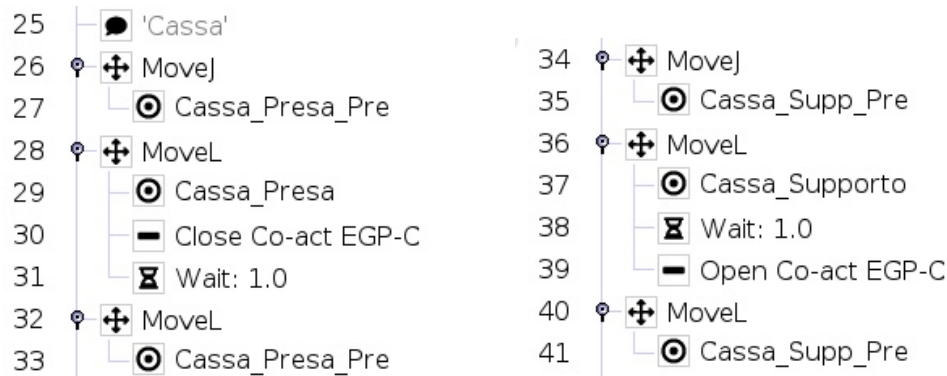 25 'Cassa'
26 MoveJ
27 Cassa_Presa_Pre
28 MoveL
29 Cassa_Presa
30 Close Co-act EGP-C
31 Wait: 1.0
32 MoveL
33 Cassa_Presa_Pre
34 MoveJ
35 Cassa_Supp_Pre
36 MoveL
37 Cassa_Supporto
38 Wait: 1.0
39 Open Co-act EGP-C
40 MoveL
41 Cassa_Supp_Pre